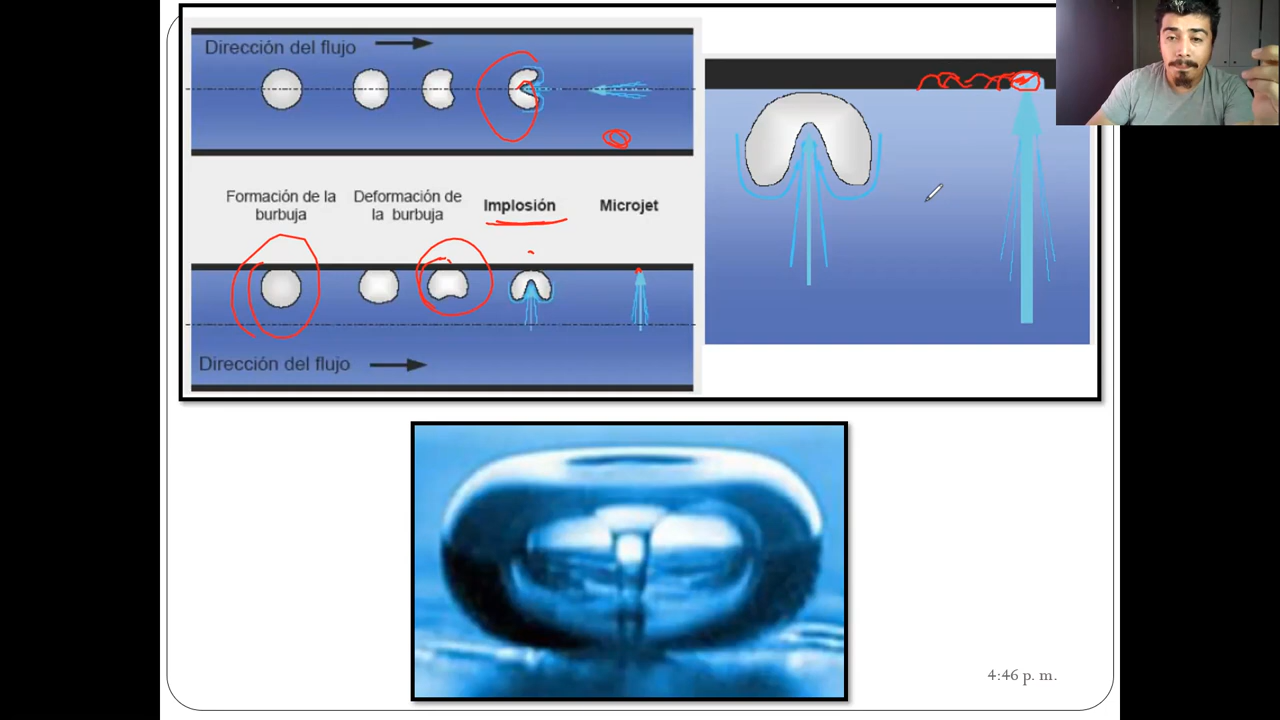 Dirección del flujo
Formación de la
burbuja
Deformación de
la burbuja
Implosión
Microjet
Dirección del flujo
4:46 p. m.